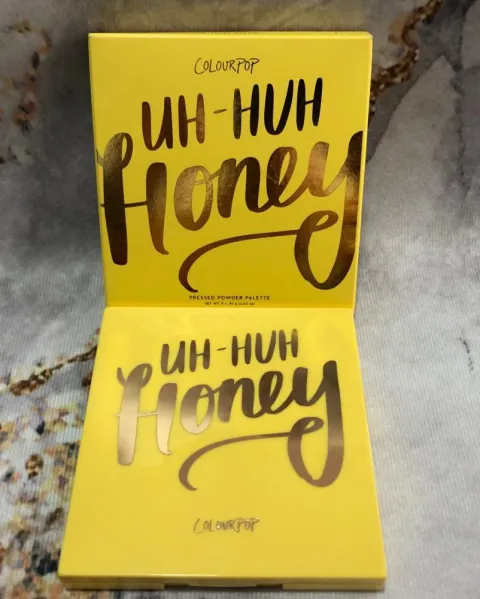 COLOURPOP
UH-HUH
Honey
PRESSED POWDER PALETTE
UH-HUH
Honey
COLOURPOP